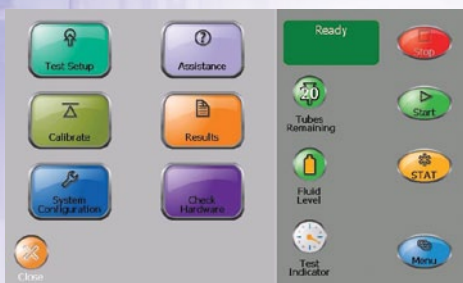 Test Setup
Assistance
Calibrate
Results
System
Configuration
Check
Hardware
Close
Ready
Stop
20
Tubes
Remaining
Start
Fluid
Level
STAT
Test
Indicator
Menu